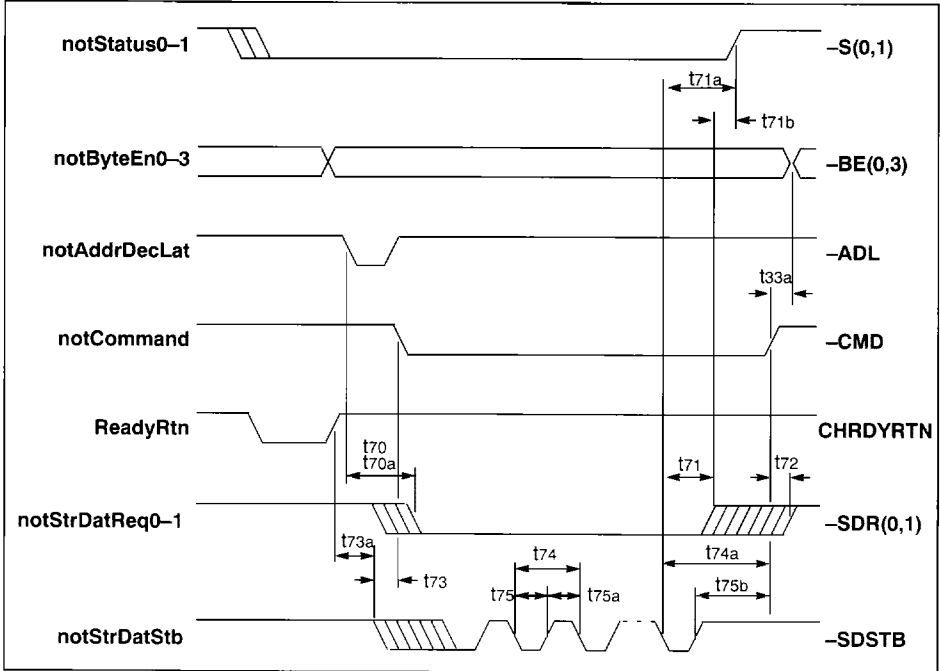 notStatus0–1 –S(0,1)
t71a
t71b
notByteEn0–3 –BE(0,3)
notAddrDecLat –ADL
t33a
notCommand –CMD
ReadyRtn CHRDYRTN
t70
t70a t71 t72
notStrDatReq0–1 –SDR(0,1)
t73a t74 t74a
t73 t75 t75a t75b
notStrDatStb –SDSTB